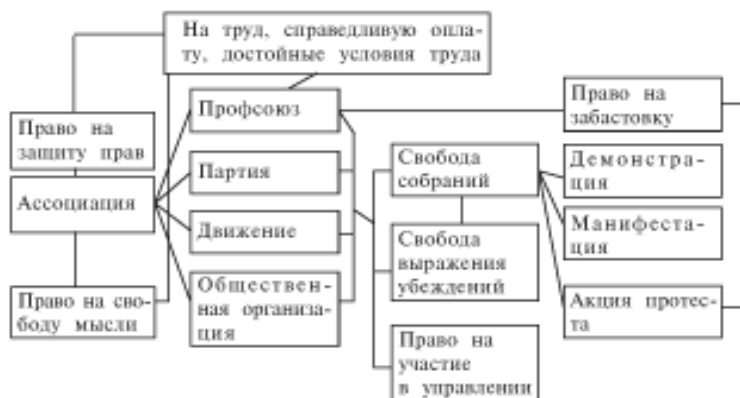 На труд, справедливую опла-
ту, достойные условия труда
Право на
защиту прав
Ассоциация
Право на сво-
боду мысли
Профсоюз
Партия
Движение
Обществен-
ная организа-
ция
Свобода
собраний
Свобода
выражения
убеждений
Право на
участие
в управлении
Право на
забастовку
Демонстра-
ция
Манифеста-
ция
Акция протес-
та